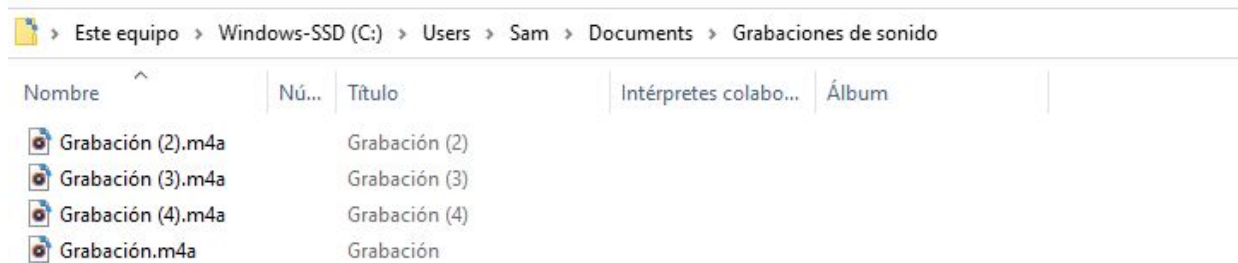 Este equipo > Windows-SSD (C:) > Users > Sam > Documents > Grabaciones de sonido
Nombre Nú... Título Intérpretes colabo... Álbum
Grabación (2).m4a Grabación (2)
Grabación (3).m4a Grabación (3)
Grabación (4).m4a Grabación (4)
Grabación.m4a Grabación